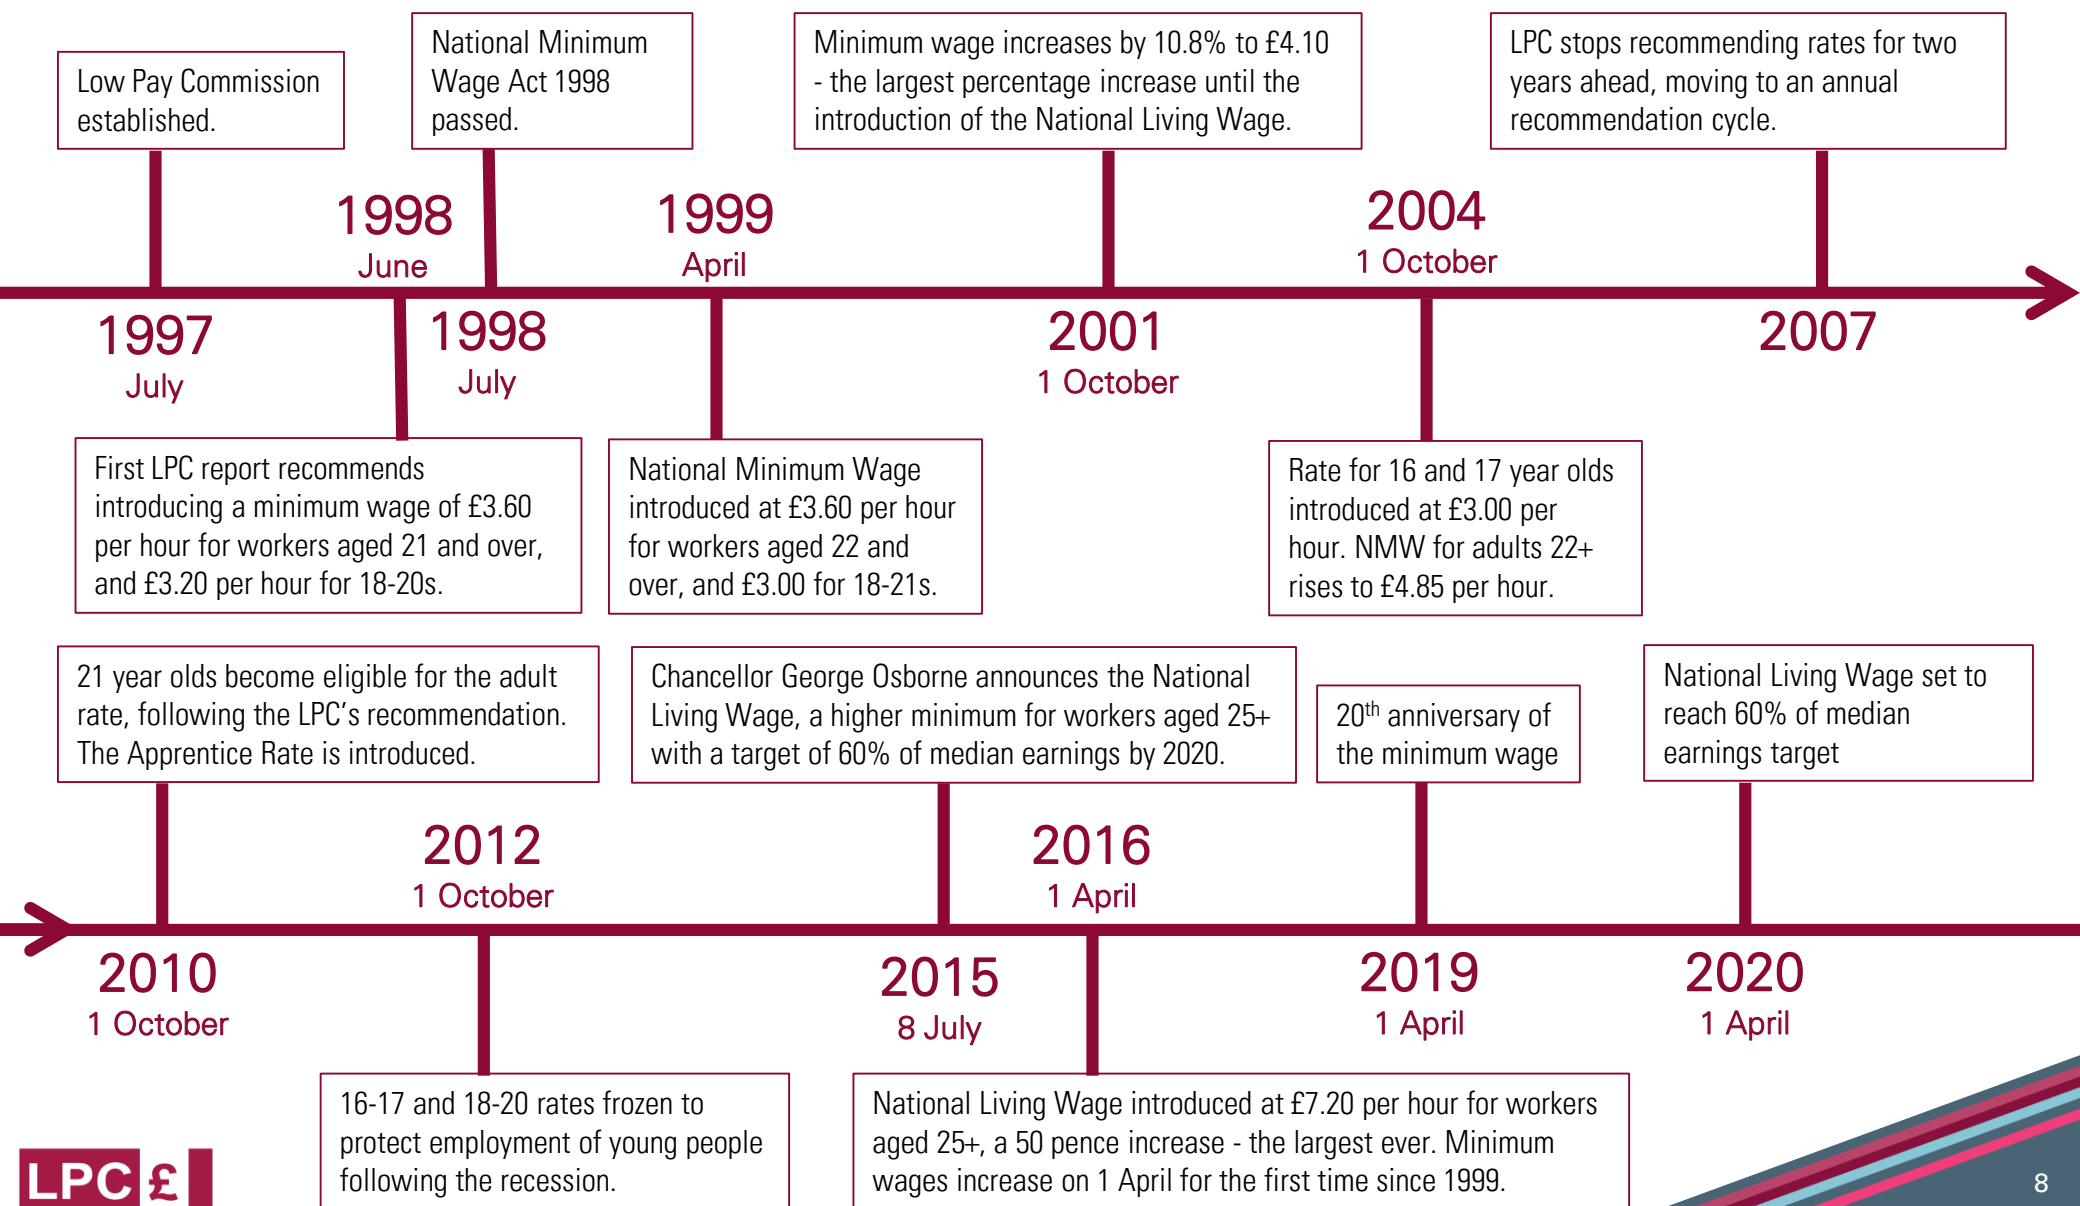 Low Pay Commission
established.
National Minimum
Wage Act 1998
passed.
Minimum wage increases by 10.8% to £4.10
- the largest percentage increase until the
introduction of the National Living Wage.
LPC stops recommending rates for two
years ahead, moving to an annual
recommendation cycle.
1998
June
1999
April
2004
1 October
1997
July
1998
July
2001
1 October
2007
First LPC report recommends
introducing a minimum wage of £3.60
per hour for workers aged 21 and over,
and £3.20 per hour for 18-20s.
National Minimum Wage
introduced at £3.60 per hour
for workers aged 22 and
over, and £3.00 for 18-21s.
Rate for 16 and 17 year olds
introduced at £3.00 per
hour. NMW for adults 22+
rises to £4.85 per hour.
21 year olds become eligible for the adult
rate, following the LPC’s recommendation.
The Apprentice Rate is introduced.
Chancellor George Osborne announces the National
Living Wage, a higher minimum for workers aged 25+
with a target of 60% of median earnings by 2020.
20th anniversary of
the minimum wage
National Living Wage set to
reach 60% of median
earnings target
2012
1 October
2016
1 April
2010
1 October
2015
8 July
2019
1 April
2020
1 April
16-17 and 18-20 rates frozen to
protect employment of young people
following the recession.
National Living Wage introduced at £7.20 per hour for workers
aged 25+, a 50 pence increase - the largest ever. Minimum
wages increase on 1 April for the first time since 1999.
LPC £
8